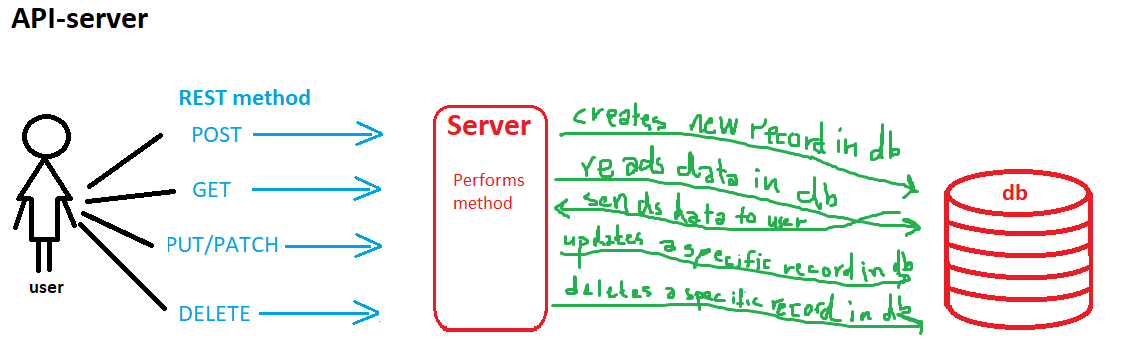 API-server
REST method
POST
GET
PUT/PATCH
DELETE
user
Server
Performs
method
creates new record in db
reads data in db
sends data to user
updates a specific record in db
deletes a specific record in db
db